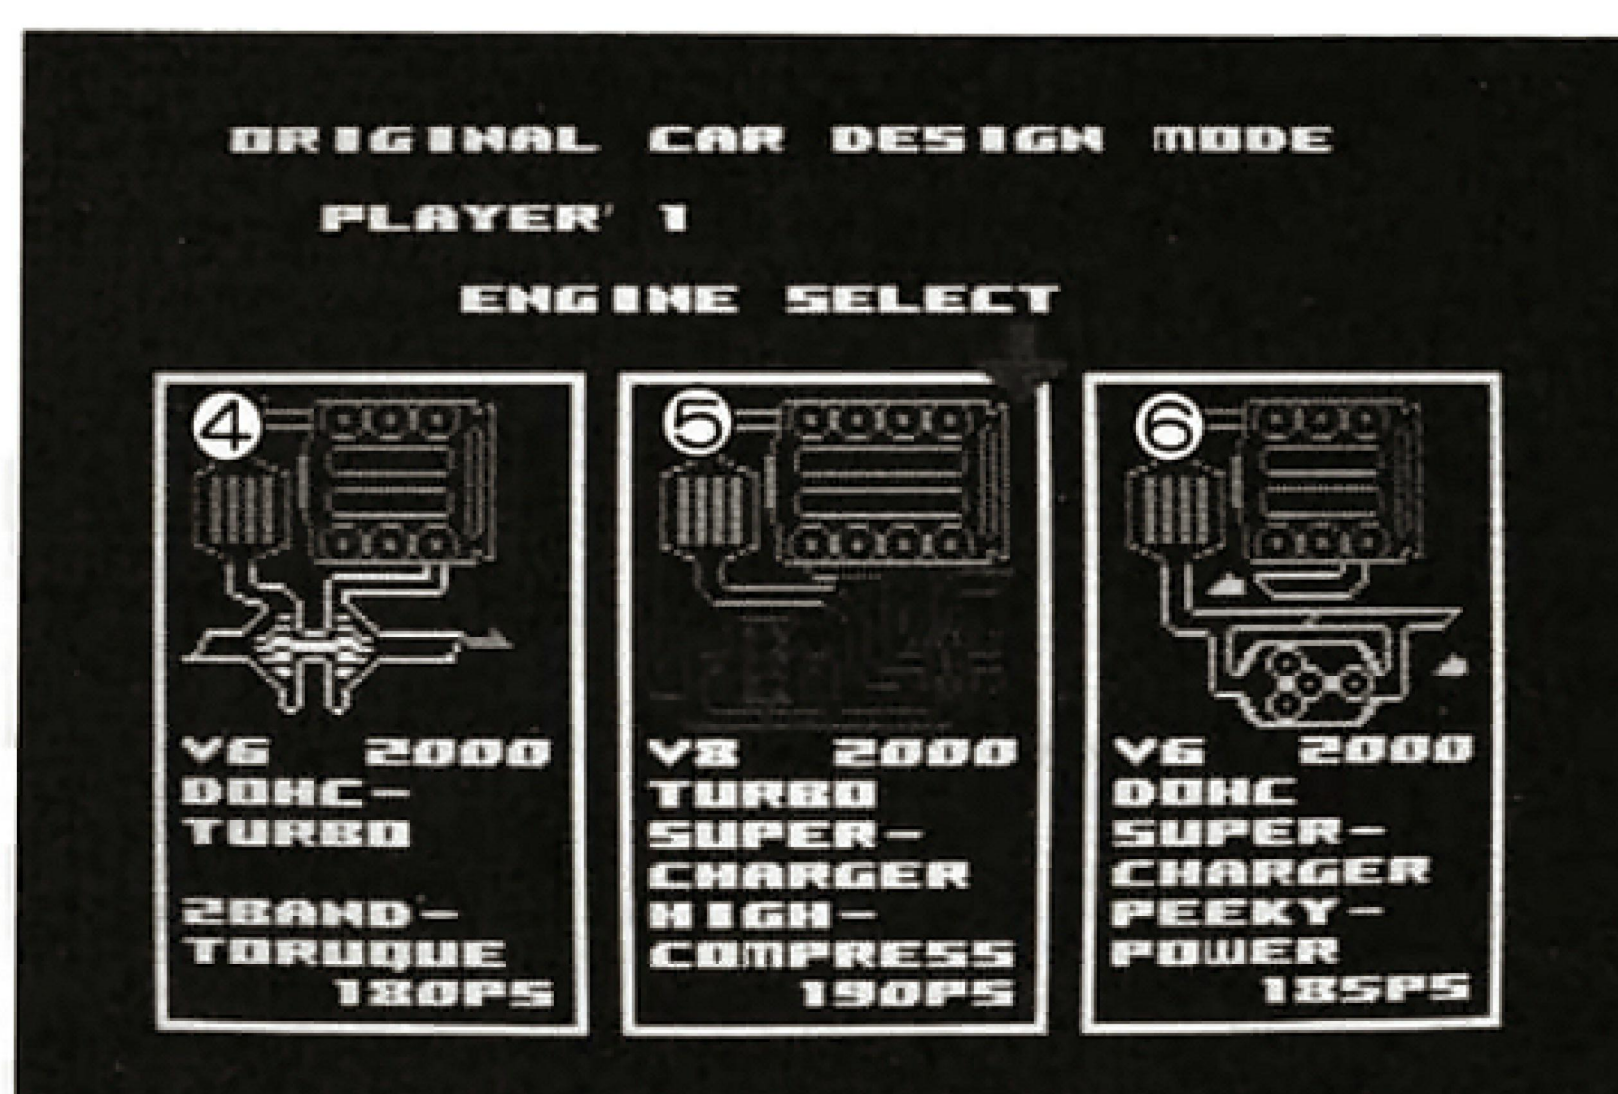 ORIGINAL CAR DESIGN MODE
PLAYER 1
ENGINE SELECT
④
V6 2000
DOHC-
TURBO
2BAND-
TORUQUE
180PS
⑤
V8 2000
TURBO
SUPER-
CHARGER
HIGH-
COMPRESS
190PS
⑥
V6 2000
DOHC
SUPER-
CHARGER
PEEKY-
POWER
185PS